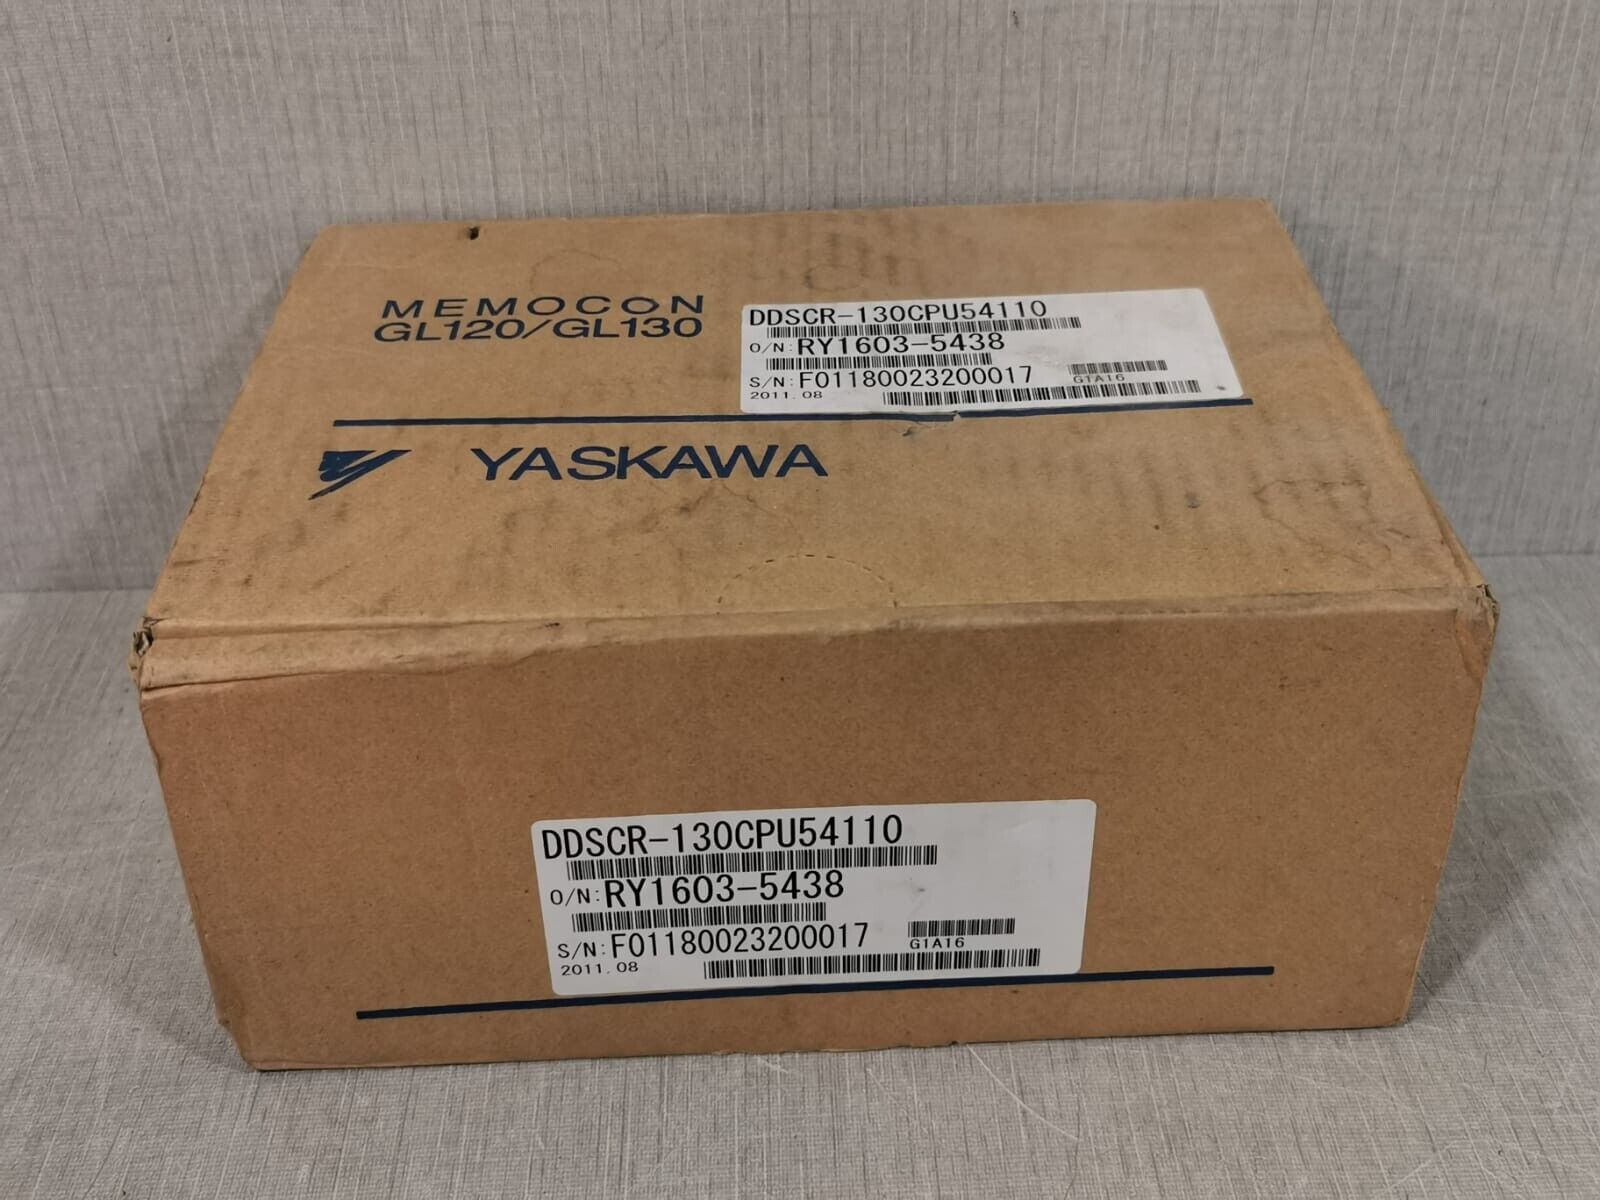 MEMOCON
GL120/GL130
DDSCR-130CPU54110
O/N:RY1603-5438
S/N:F01180023200017
G1A16
2011.08
YASKAWA
DDSCR-130CPU54110
O/N:RY1603-5438
S/N:F01180023200017
G1A16
2011.08